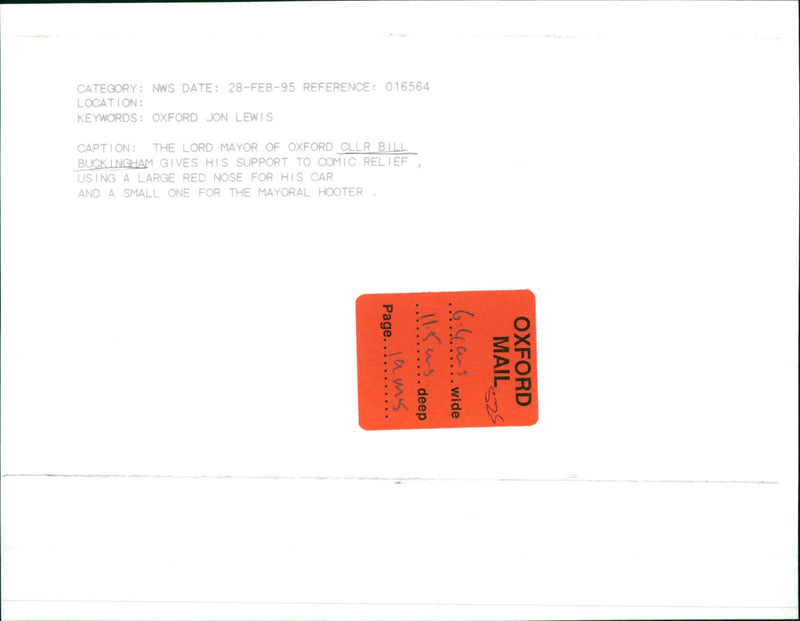 CATEGORY: NWS DATE: 28-FEB-95 REFERENCE: 016564
LOCATION:
KEYWORDS: OXFORD JON LEWIS
CAPTION: THE LORD MAYOR OF OXFORD CLLR BILL
BUCKINGHAM GIVES HIS SUPPORT TO COMIC RELIEF ,
USING A LARGE RED NOSE FOR HIS CAR
AND A SMALL ONE FOR THE MAYORAL HOOTER .
OXFORD
MAIL
wide
deep
Page